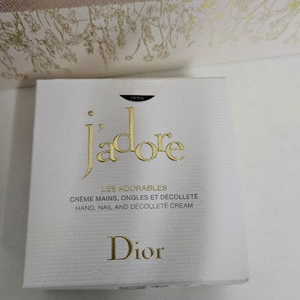 j'adore
LES ADORABLES
CRÈME MAINS, ONGLES ET DÉCOLLETÉ
HAND, NAIL AND DÉCOLLETÉ CREAM
Dior